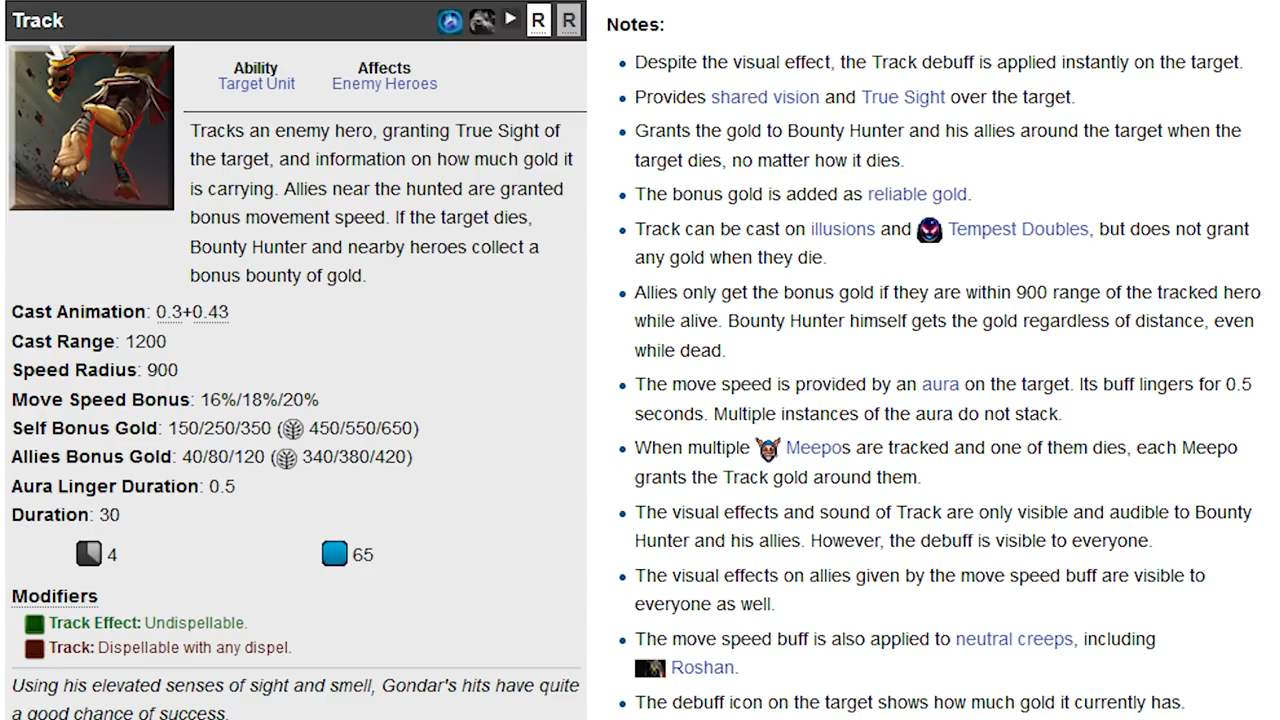 Track
R R
Ability Affects
Target Unit Enemy Heroes
Tracks an enemy hero, granting True Sight of
the target, and information on how much gold it
is carrying. Allies near the hunted are granted
bonus movement speed. If the target dies,
Bounty Hunter and nearby heroes collect a
bonus bounty of gold.
Cast Animation: 0.3+0.43
Cast Range: 1200
Speed Radius: 900
Move Speed Bonus: 16%/18%/20%
Self Bonus Gold: 150/250/350 ( 450/550/650)
Allies Bonus Gold: 40/80/120 ( 340/380/420)
Aura Linger Duration: 0.5
Duration: 30
4 65
Modifiers
Track Effect: Undispellable.
Track: Dispellable with any dispel.
Using his elevated senses of sight and smell, Gondar's hits have quite
a good chance of success.
Notes:
Despite the visual effect, the Track debuff is applied instantly on the target.
Provides shared vision and True Sight over the target.
Grants the gold to Bounty Hunter and his allies around the target when the
target dies, no matter how it dies.
The bonus gold is added as reliable gold.
Track can be cast on illusions and Tempest Doubles, but does not grant
any gold when they die.
Allies only get the bonus gold if they are within 900 range of the tracked hero
while alive. Bounty Hunter himself gets the gold regardless of distance, even
while dead.
The move speed is provided by an aura on the target. Its buff lingers for 0.5
seconds. Multiple instances of the aura do not stack.
When multiple Meepos are tracked and one of them dies, each Meepo
grants the Track gold around them.
The visual effects and sound of Track are only visible and audible to Bounty
Hunter and his allies. However, the debuff is visible to everyone.
The visual effects on allies given by the move speed buff are visible to
everyone as well.
The move speed buff is also applied to neutral creeps, including
Roshan.
The debuff icon on the target shows how much gold it currently has.